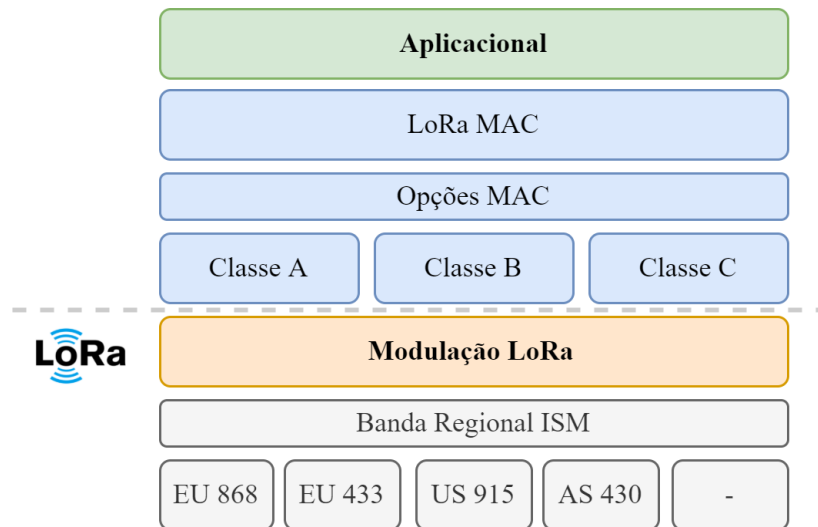 Aplicacional
LoRa MAC
Opções MAC
Classe A
Classe B
Classe C
LoRa
Modulação LoRa
Banda Regional ISM
EU 868
EU 433
US 915
AS 430
-